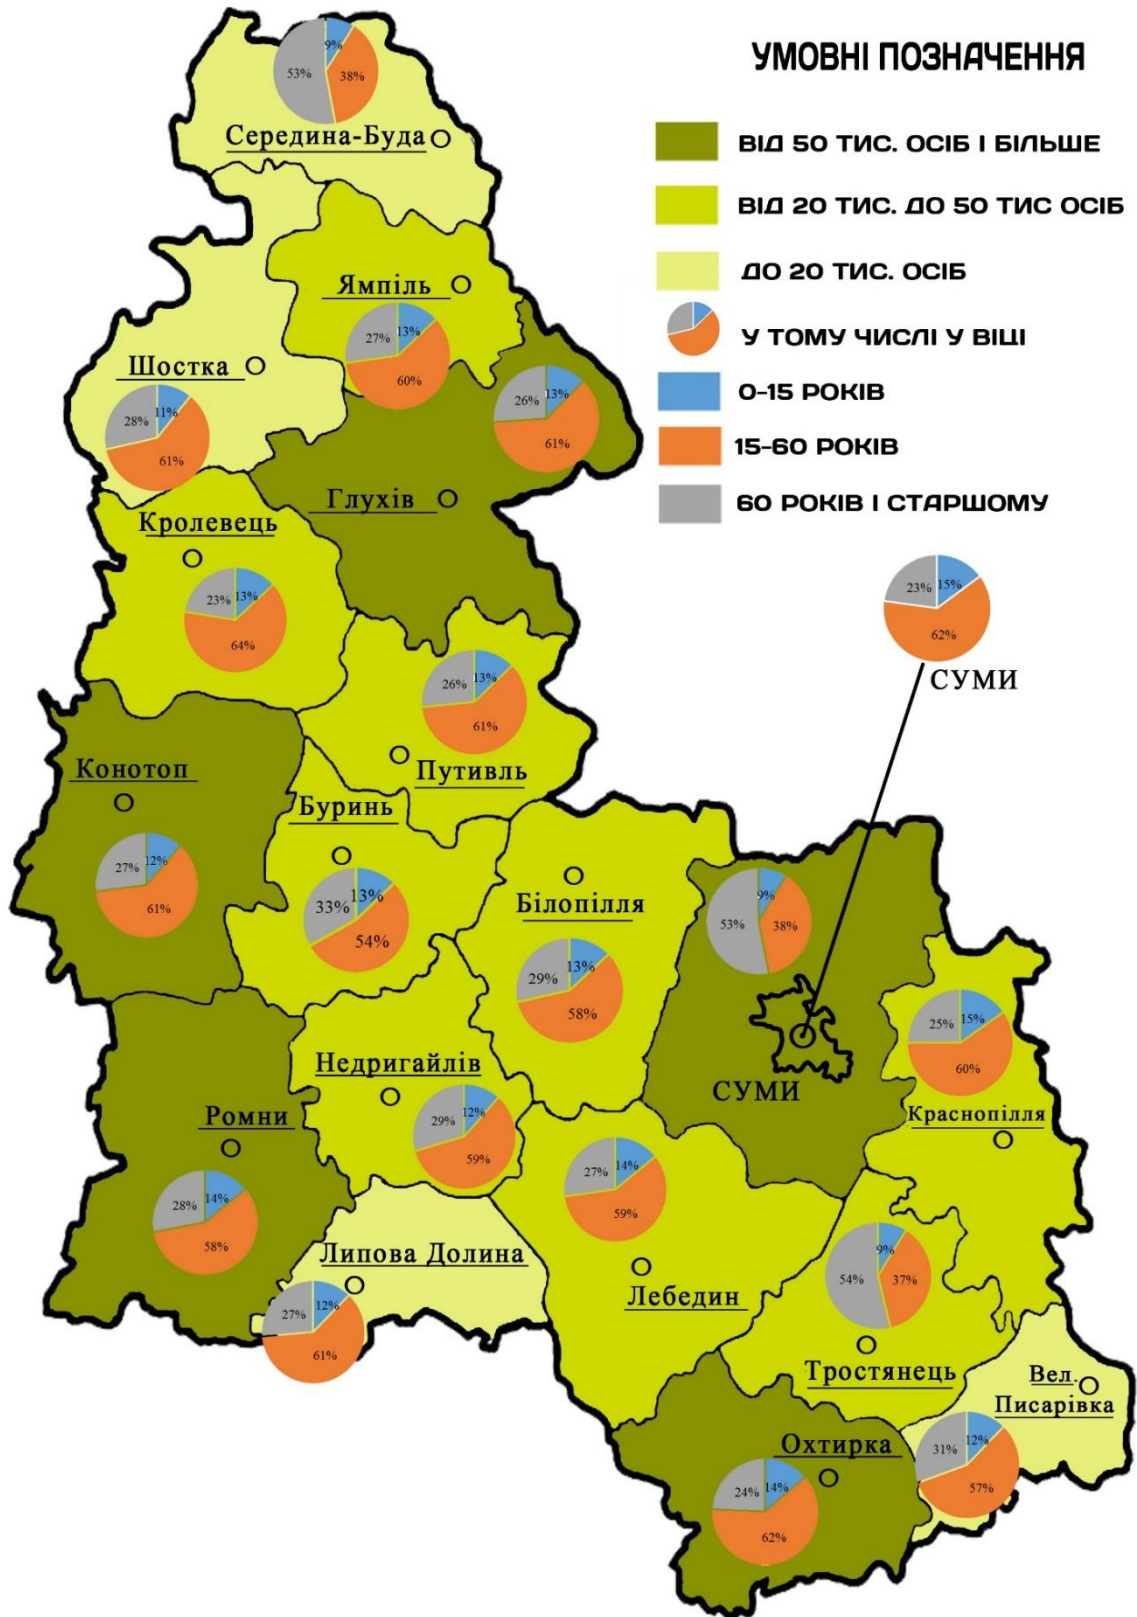 УМОВНІ ПОЗНАЧЕННЯ
ВІД 50 ТИС. ОСІБ І БІЛЬШЕ
ВІД 20 ТИС. ДО 50 ТИС ОСІБ
ДО 20 ТИС. ОСІБ
У ТОМУ ЧИСЛІ У ВІЦІ
0-15 РОКІВ
15-60 РОКІВ
60 РОКІВ І СТАРШОМУ
9%
53%
38%
Середина-Буда
Ямпіль
27%
13%
60%
Шостка
28%
11%
61%
26%
13%
61%
Глухів
Кролевець
23%
13%
64%
23%
15%
62%
СУМИ
26%
13%
61%
Путивль
Конотоп
27%
12%
61%
Буринь
33%
13%
54%
Білопілля
29%
13%
58%
9%
53%
38%
СУМИ
25%
15%
60%
Краснопілля
Недригайлів
29%
12%
59%
Ромни
28%
14%
58%
27%
14%
59%
Лебедин
Липова Долина
27%
12%
61%
9%
54%
37%
Тростянець
Вел.
Писарівка
31%
12%
57%
Охтирка
24%
14%
62%